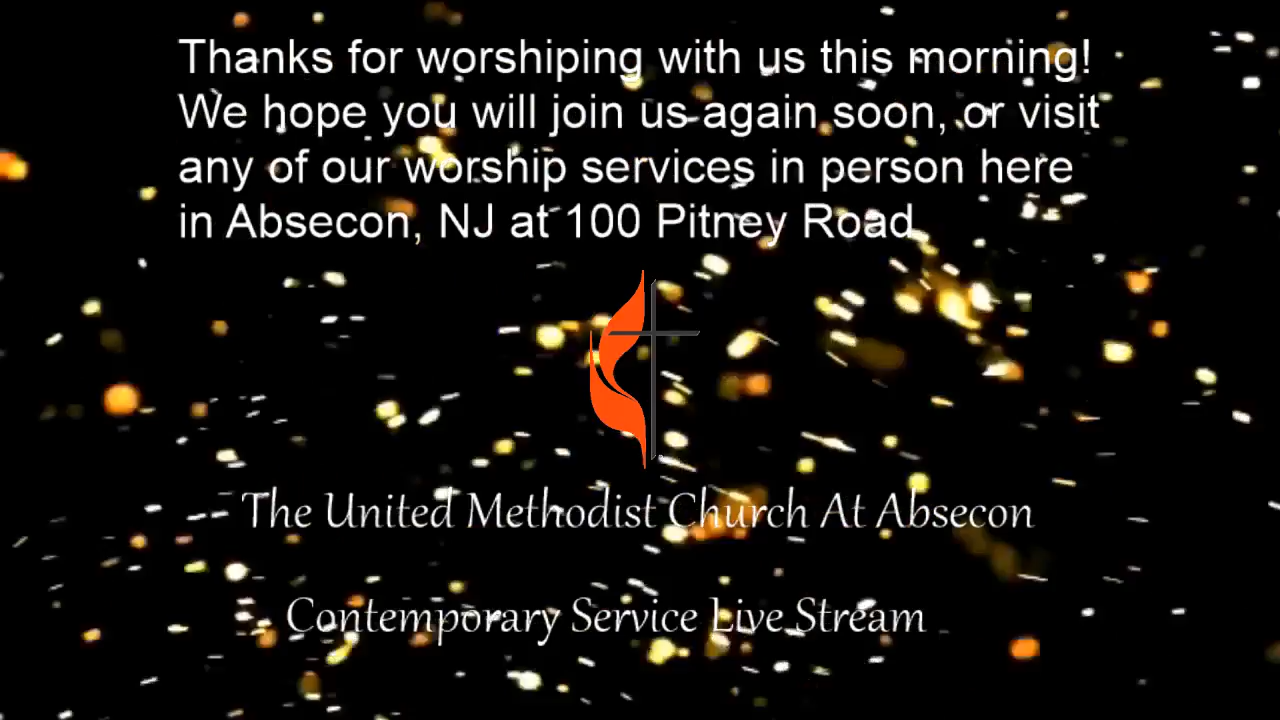 Thanks for worshiping with us this morning!
We hope you will join us again soon, or visit
any of our worship services in person here
in Absecon, NJ at 100 Pitney Road
The United Methodist Church At Absecon
Contemporary Service Live Stream